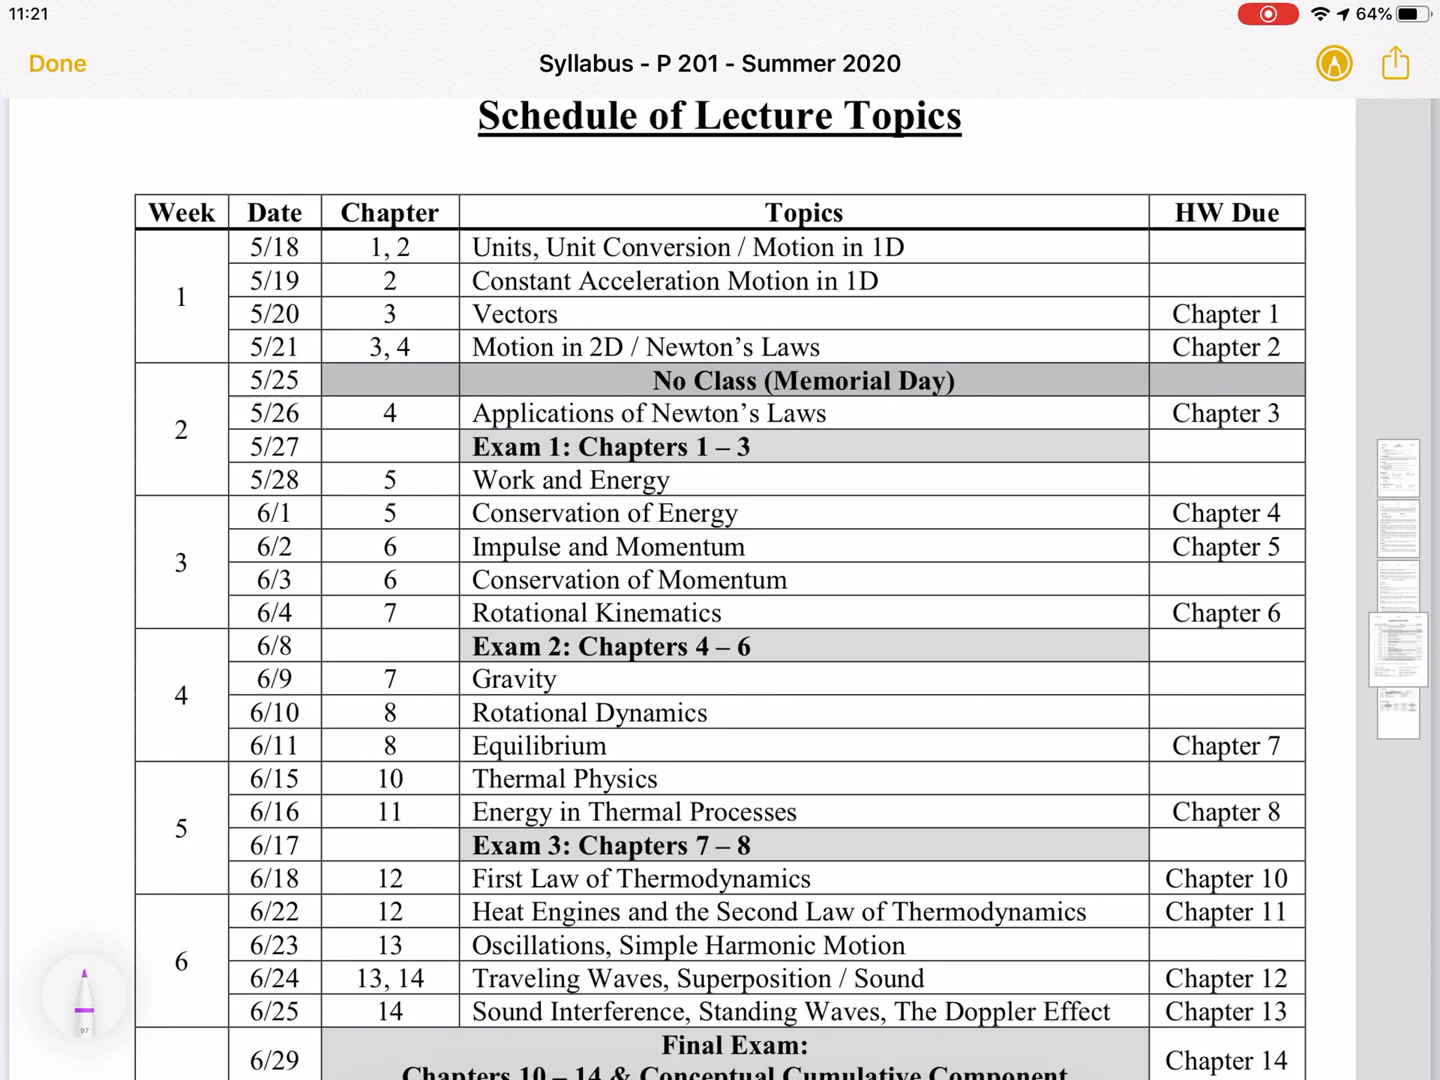 11:21
64%
Done
Syllabus - P 201 - Summer 2020
Schedule of Lecture Topics
Week Date Chapter Topics HW Due
1
5/18 1, 2 Units, Unit Conversion / Motion in 1D
5/19 2 Constant Acceleration Motion in 1D
5/20 3 Vectors Chapter 1
5/21 3, 4 Motion in 2D / Newton’s Laws Chapter 2
2
5/25 No Class (Memorial Day)
5/26 4 Applications of Newton’s Laws Chapter 3
5/27 Exam 1: Chapters 1 – 3
5/28 5 Work and Energy
3
6/1 5 Conservation of Energy Chapter 4
6/2 6 Impulse and Momentum Chapter 5
6/3 6 Conservation of Momentum
6/4 7 Rotational Kinematics Chapter 6
4
6/8 Exam 2: Chapters 4 – 6
6/9 7 Gravity
6/10 8 Rotational Dynamics
6/11 8 Equilibrium Chapter 7
5
6/15 10 Thermal Physics
6/16 11 Energy in Thermal Processes Chapter 8
6/17 Exam 3: Chapters 7 – 8
6/18 12 First Law of Thermodynamics Chapter 10
6
6/22 12 Heat Engines and the Second Law of Thermodynamics Chapter 11
6/23 13 Oscillations, Simple Harmonic Motion
6/24 13, 14 Traveling Waves, Superposition / Sound Chapter 12
6/25 14 Sound Interference, Standing Waves, The Doppler Effect Chapter 13
6/29 Final Exam: Chapter 14
Chapters 10 – 14 & Conceptual Cumulative Component
97